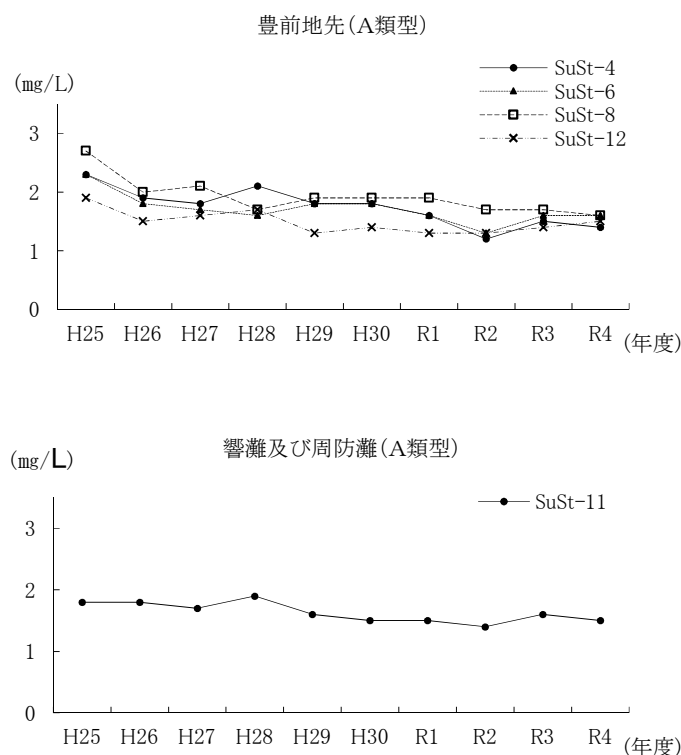 豊前地先(A類型)
(㎎/L)
SuSt-4
SuSt-6
SuSt-8
SuSt-12
3
2
1
0
H25 H26 H27 H28 H29 H30 R1 R2 R3 R4 (年度)
響灘及び周防灘(A類型)
(㎎/L)
SuSt-11
3
2
1
0
H25 H26 H27 H28 H29 H30 R1 R2 R3 R4 (年度)